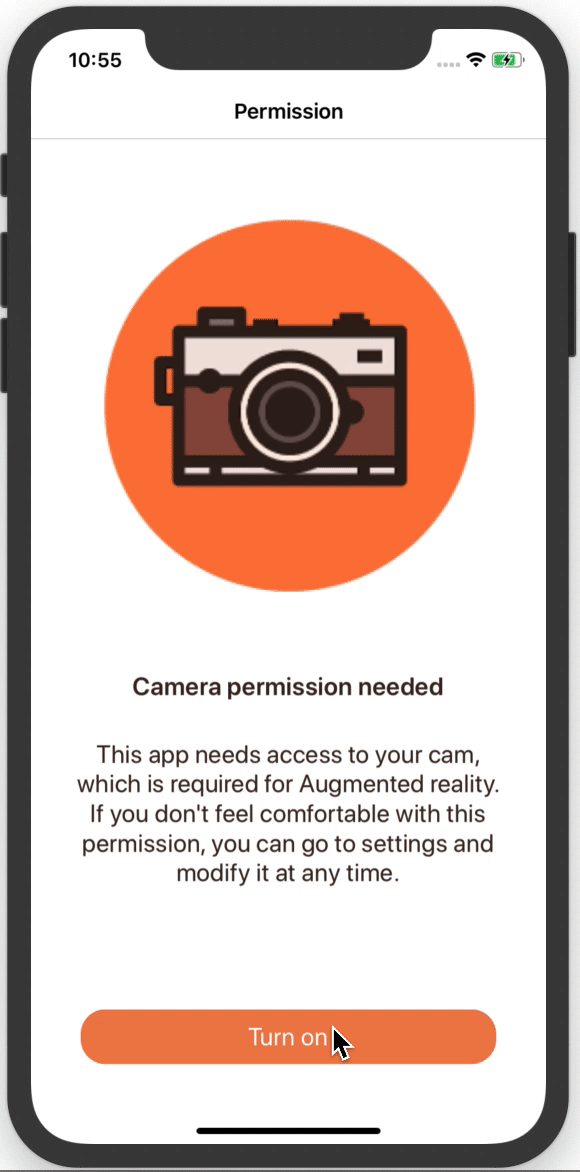 10:55
Permission
Camera permission needed
This app needs access to your cam,
which is required for Augmented reality.
If you don't feel comfortable with this
permission, you can go to settings and
modify it at any time.
Turn on